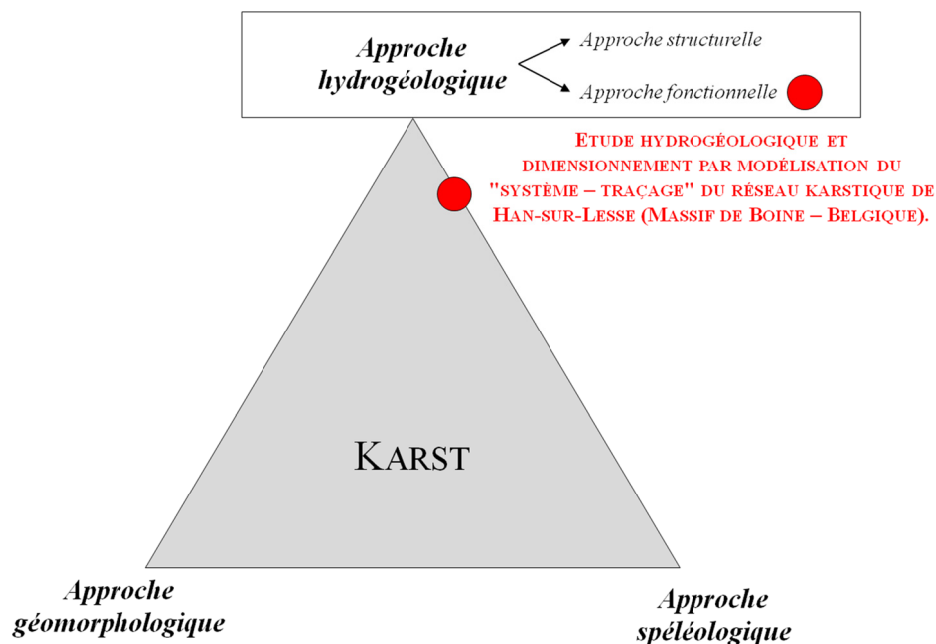 Approche
hydrogéologique
Approche structurelle
Approche fonctionnelle
ETUDE HYDROGÉOLOGIQUE ET
DIMENSIONNEMENT PAR MODÉLISATION DU
"SYSTÈME – TRAÇAGE" DU RÉSEAU KARSTIQUE DE
HAN-SUR-LESSE (MASSIF DE BOINE – BELGIQUE).
KARST
Approche
géomorphologique
Approche
spéléologique